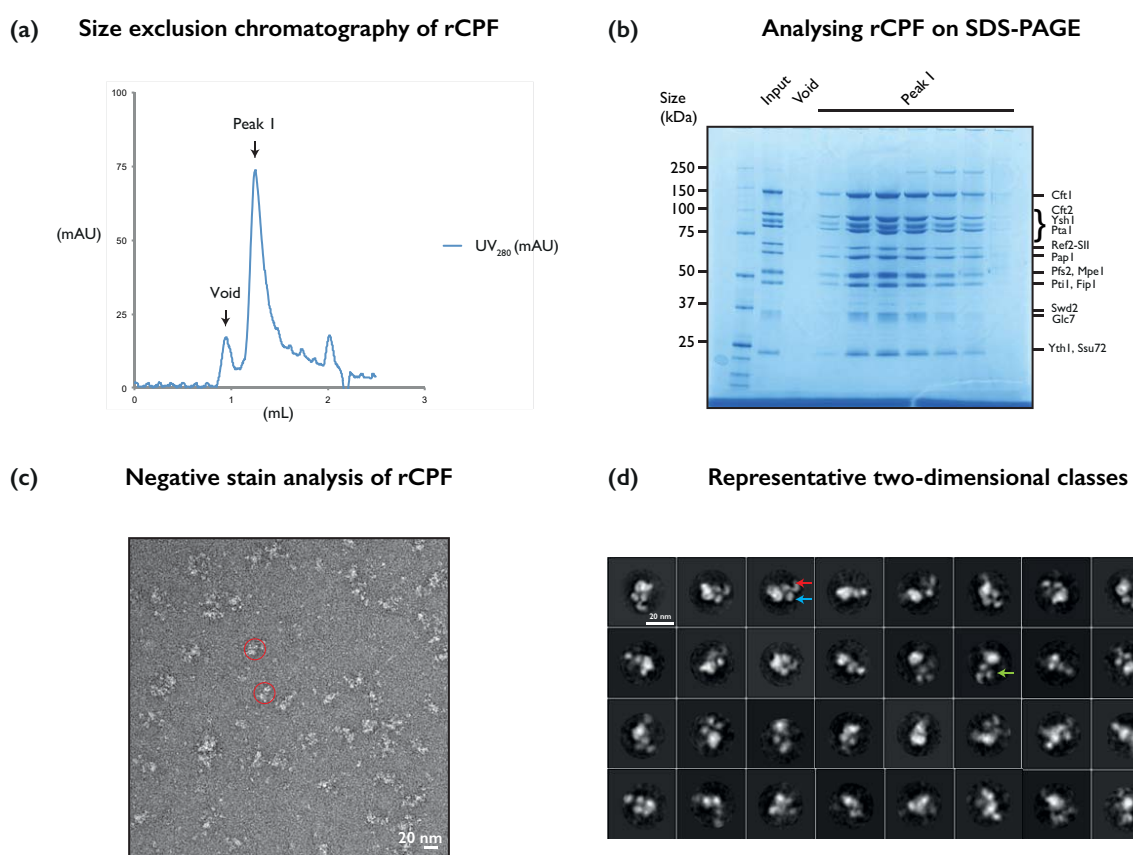 (a) Size exclusion chromatography of rCPF
100
75
50
25
0
(mAU)
Peak 1
Void
UV280 (mAU)
0 1 2 3
(mL)
(b) Analysing rCPF on SDS-PAGE
Size
(kDa)
Input
Void
Peak 1
250
150
100
75
50
37
25
Cft1
Cft2
Ysh1
Pta1
Ref2-SII
Pap1
Pfs2, Mpe1
Pti1, Fip1
Swd2
Glc7
Yth1, Ssu72
(c) Negative stain analysis of rCPF
20 nm
(d) Representative two-dimensional classes
20 nm